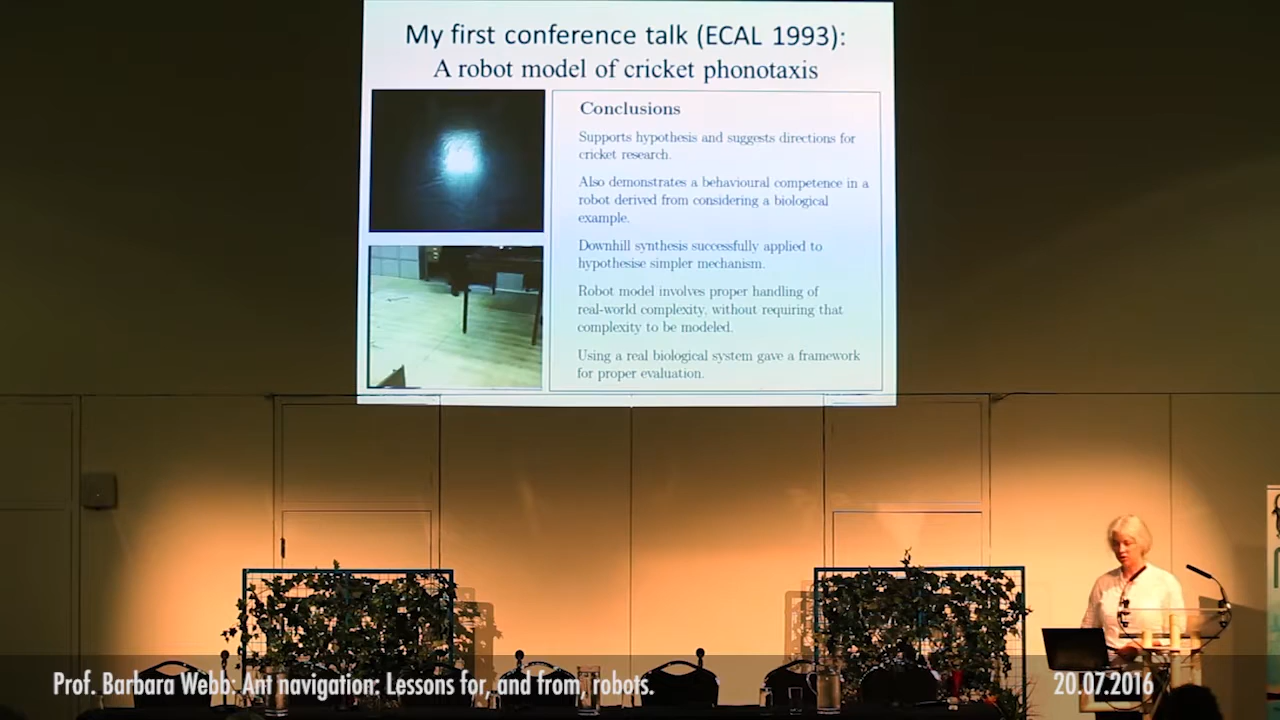 My first conference talk (ECAL 1993):
A robot model of cricket phonotaxis
Conclusions
Supports hypothesis and suggests directions for
cricket research.
Also demonstrates a behavioural competence in a
robot derived from considering a biological
example.
Downhill synthesis successfully applied to
hypothesise simpler mechanism.
Robot model involves proper handling of
real-world complexity, without requiring that
complexity to be modeled.
Using a real biological system gave a framework
for proper evaluation.
Prof. Barbara Webb: Ant navigation: Lessons for, and from, robots.
20.07.2016